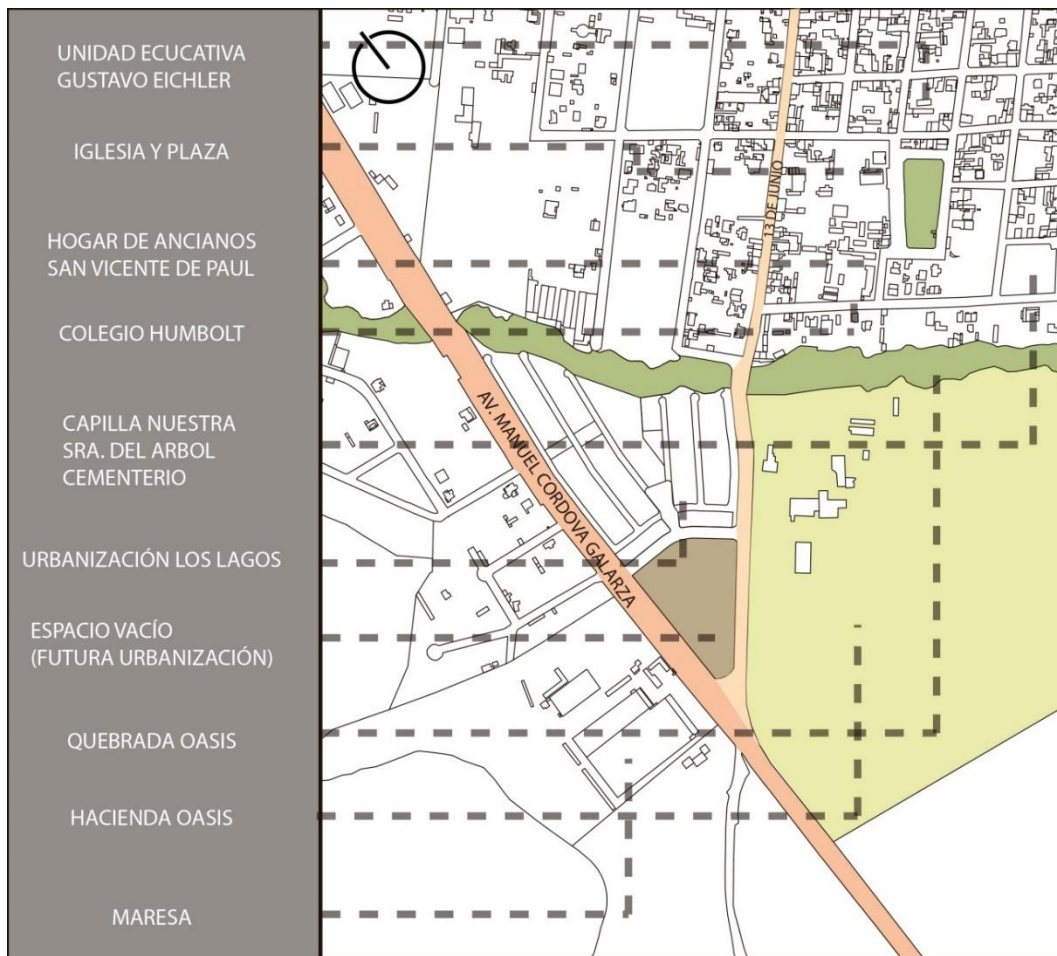 UNIDAD ECUCATIVA
GUSTAVO EICHLER
IGLESIA Y PLAZA
HOGAR DE ANCIANOS
SAN VICENTE DE PAUL
COLEGIO HUMBOLT
CAPILLA NUESTRA
SRA. DEL ARBOL
CEMENTERIO
URBANIZACIÓN LOS LAGOS
ESPACIO VACÍO
(FUTURA URBANIZACIÓN)
QUEBRADA OASIS
HACIENDA OASIS
MARESA
13 DE JUNIO
AV. MANUEL CORDOVA GALARZA